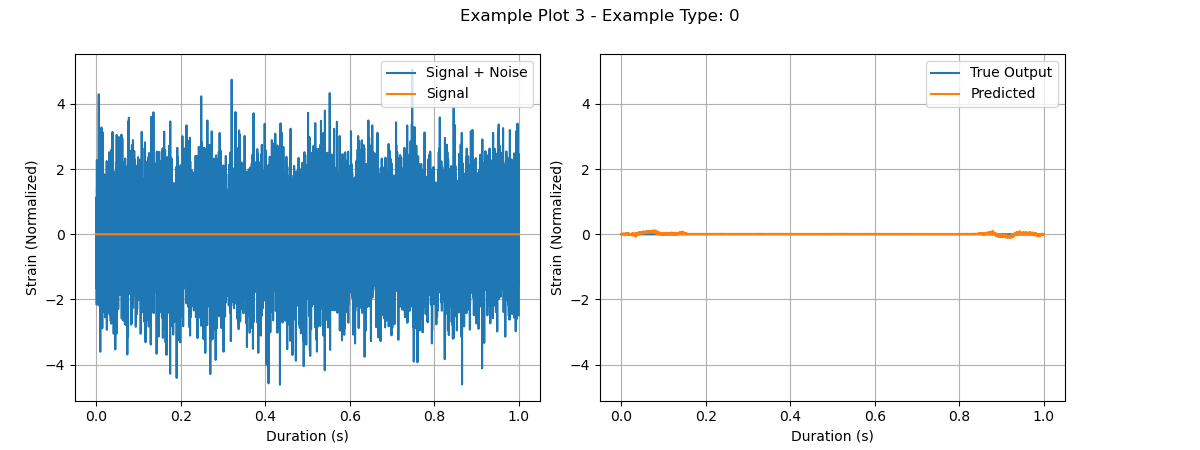 Example Plot 3 - Example Type: 0
Signal + Noise
Signal
4
2
0
−2
−4
Strain (Normalized)
0.0 0.2 0.4 0.6 0.8 1.0
Duration (s)
True Output
Predicted
4
2
0
−2
−4
Strain (Normalized)
0.0 0.2 0.4 0.6 0.8 1.0
Duration (s)